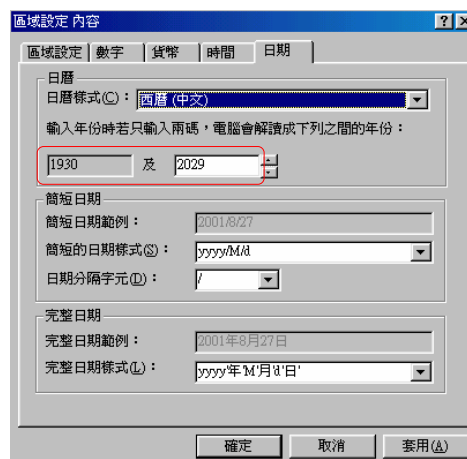 區域設定 內容
區域設定 數字 貨幣 時間 日期
日曆
日曆樣式(C)： 西曆 (中文)
輸入年份時若只輸入兩碼，電腦會解讀成下列之間的年份：
1930 及 2029
簡短日期
簡短日期範例： 2001/8/27
簡短的日期樣式(S)： yyyy/M/d
日期分隔字元(D)： /
完整日期
完整日期範例： 2001年8月27日
完整日期樣式(L)： yyyy'年'M'月'd'日'
確定 取消 套用(A)